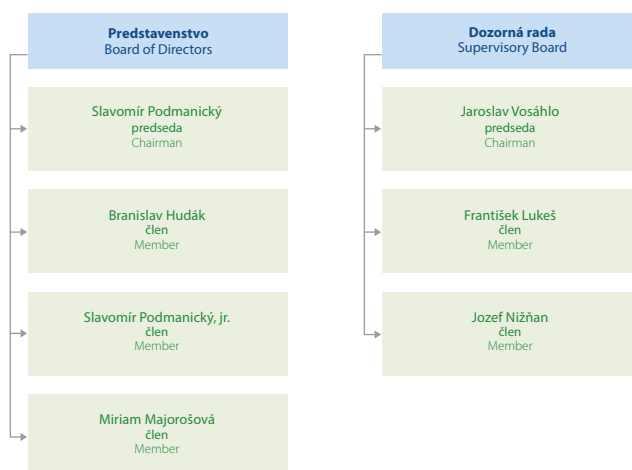 Predstavenstvo
Board of Directors
Slavomír Podmanický
predseda
Chairman
Branislav Hudák
člen
Member
Slavomír Podmanický, jr.
člen
Member
Miriam Majorošová
člen
Member
Dozorná rada
Supervisory Board
Jaroslav Vosáhlo
predseda
Chairman
František Lukeš
člen
Member
Jozef Nižňan
člen
Member